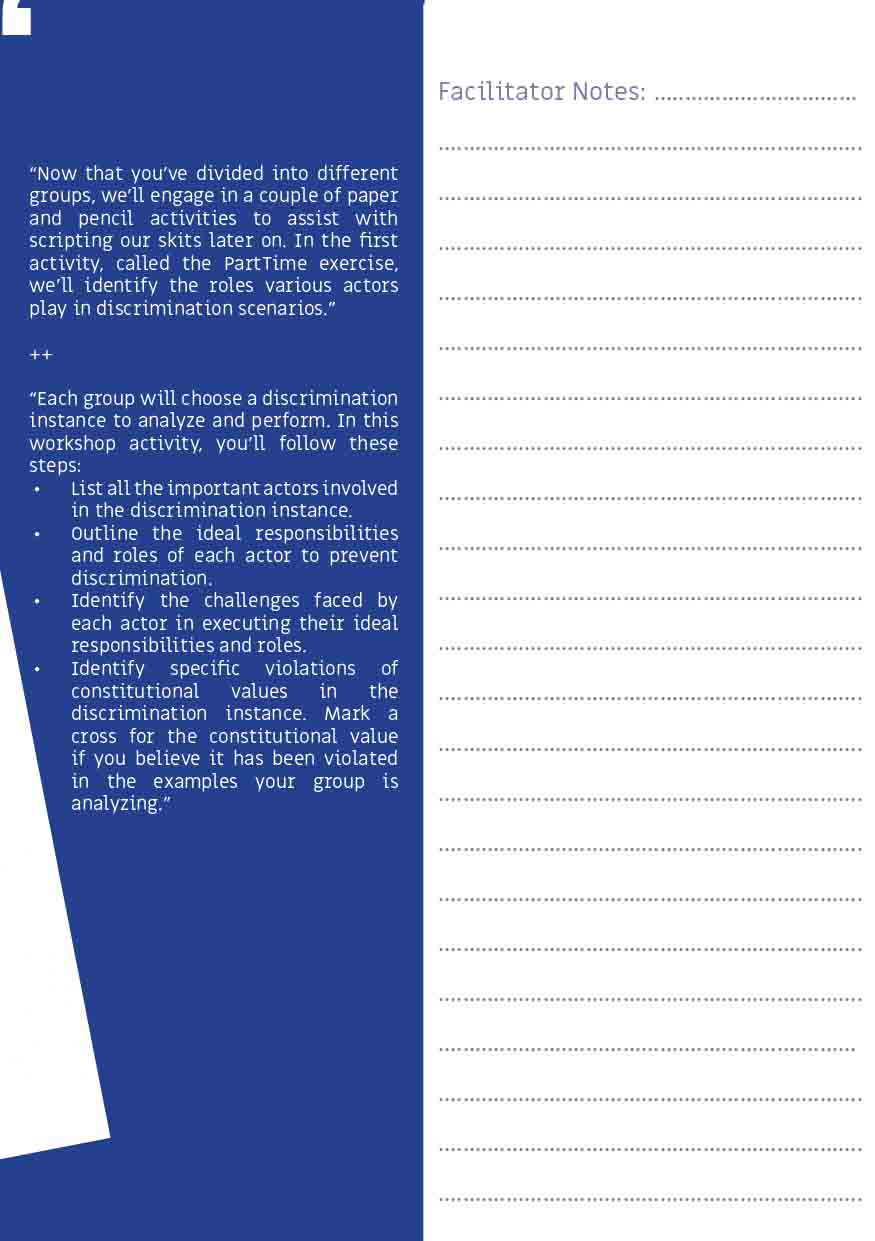 “Now that you’ve divided into different
groups, we’ll engage in a couple of paper
and pencil activities to assist with
scripting our skits later on. In the first
activity, called the PartTime exercise,
we’ll identify the roles various actors
play in discrimination scenarios.”
++
“Each group will choose a discrimination
instance to analyze and perform. In this
workshop activity, you’ll follow these
steps:
• List all the important actors involved
in the discrimination instance.
• Outline the ideal responsibilities
and roles of each actor to prevent
discrimination.
• Identify the challenges faced by
each actor in executing their ideal
responsibilities and roles.
• Identify specific violations of
constitutional values in the
discrimination instance. Mark a
cross for the constitutional value
if you believe it has been violated
in the examples your group is
analyzing.”
Facilitator Notes: .................................